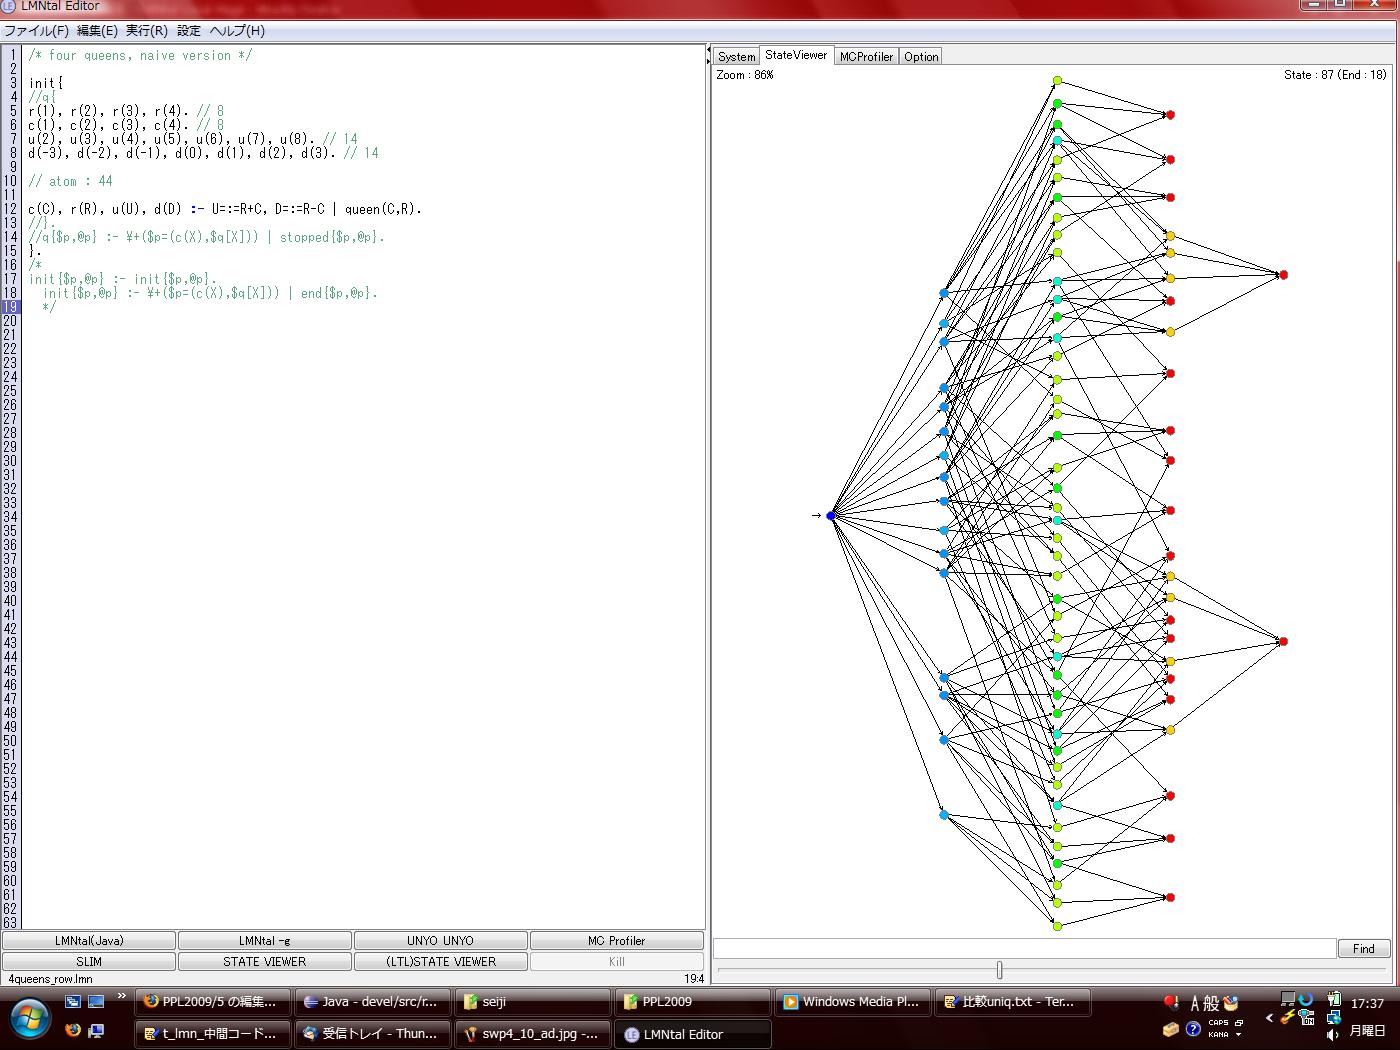 LMNtal Editor
ファイル(F) 編集(E) 実行(R) 設定 ヘルプ(H)
1 /* four queens, naive version */
2
3 init{
4 //q{
5 r(1), r(2), r(3), r(4). // 8
6 c(1), c(2), c(3), c(4). // 8
7 u(2), u(3), u(4), u(5), u(6), u(7), u(8). // 14
8 d(-3), d(-2), d(-1), d(0), d(1), d(2), d(3). // 14
9
10 // atom : 44
11
12 c(C), r(R), u(U), d(D) :- U=:=R+C, D=:=R-C | queen(C,R).
13 //}.
14 //q{$p,@p} :- ¥+($p=(c(X),$q[X])) | stopped{$p,@p}.
15 }.
16 /*
17 init{$p,@p} :- init{$p,@p}.
18 init{$p,@p} :- ¥+($p=(c(X),$q[X])) | end{$p,@p}.
19 */
20
21
22
23
24
25
26
27
28
29
30
31
32
33
34
35
36
37
38
39
40
41
42
43
44
45
46
47
48
49
50
51
52
53
54
55
56
57
58
59
60
61
62
63
LMNtal(Java) LMNtal -g UNYO UNYO MC Profiler
SLIM STATE VIEWER (LTL)STATE VIEWER Kill
4queens_row.lmn 19:4
System StateViewer MCProfiler Option
Zoom : 86% State : 87 (End : 18)
Find
PPL2009/5 の編集... Java - devel/src/r... seiji PPL2009 Windows Media Pl... 比較uniq.txt - Ter... A 般 17:37
t_lmn_中間コード... 受信トレイ - Thun... swp4_10_ad.jpg -... LMNtal Editor CAPS KANA 月曜日